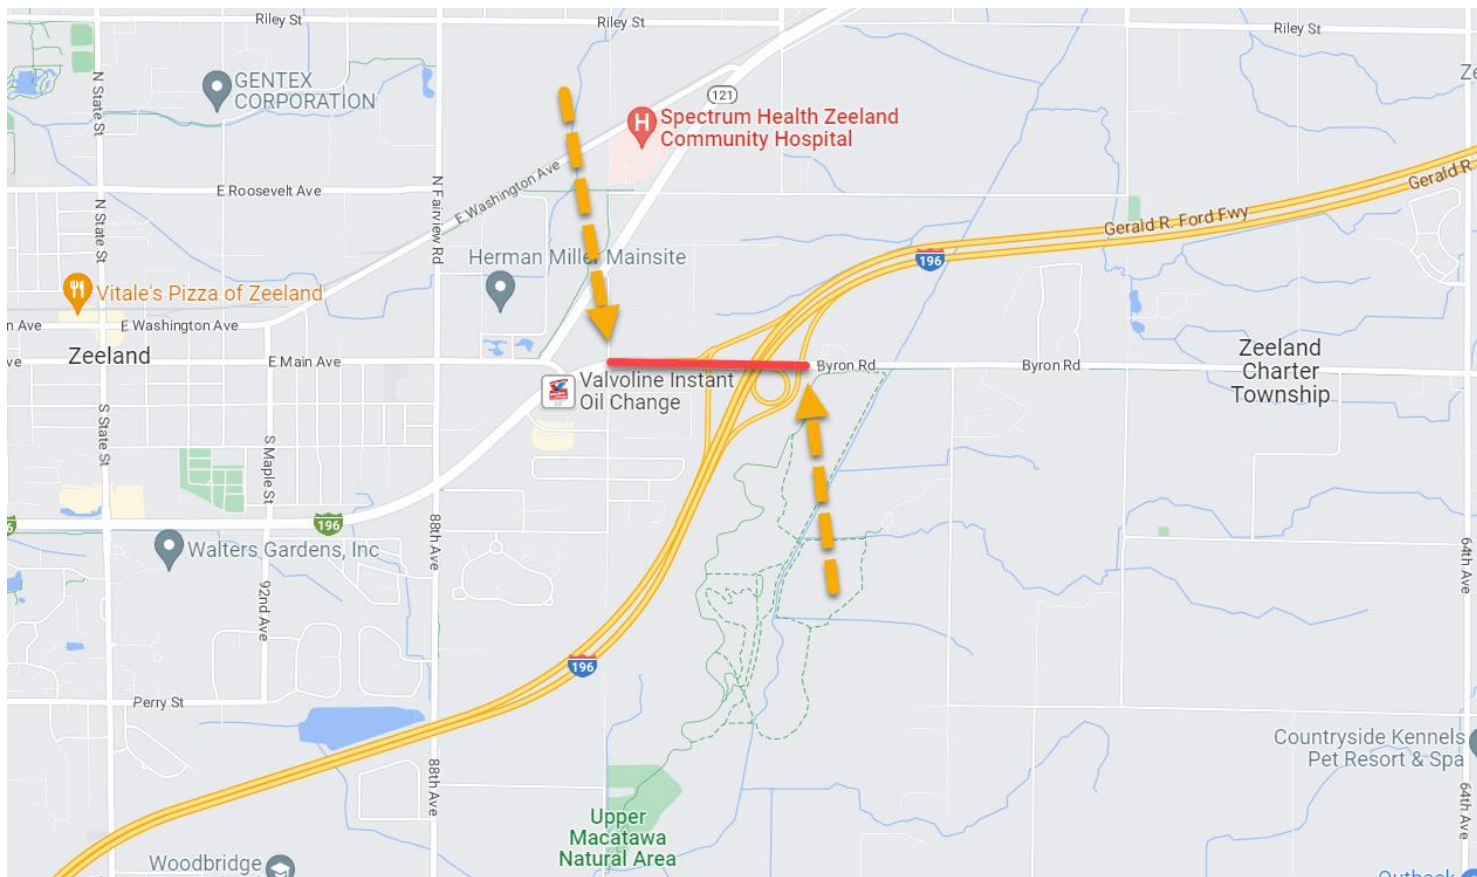 Riley St
Riley St
Riley St
GENTEX
CORPORATION
N State St
121
Spectrum Health Zeeland
Community Hospital
H
E Roosevelt Ave
E Washington Ave
N Fairview Rd
N State St
Gerald R.
Gerald R. Ford Fwy
196
Herman Miller Mainsite
Vitale's Pizza of Zeeland
n Ave
E Washington Ave
Zeeland
E Main Ave
ve
Byron Rd
Byron Rd
Zeeland
Charter
Township
Valvoline Instant
Oil Change
S State St
S Maple St
196
88th Ave
Walters Gardens, Inc
92nd Ave
64th Ave
196
Perry St
88th Ave
Countryside Kennels
Pet Resort & Spa
64th Ave
Upper
Macatawa
Natural Area
Woodbridge
Outback